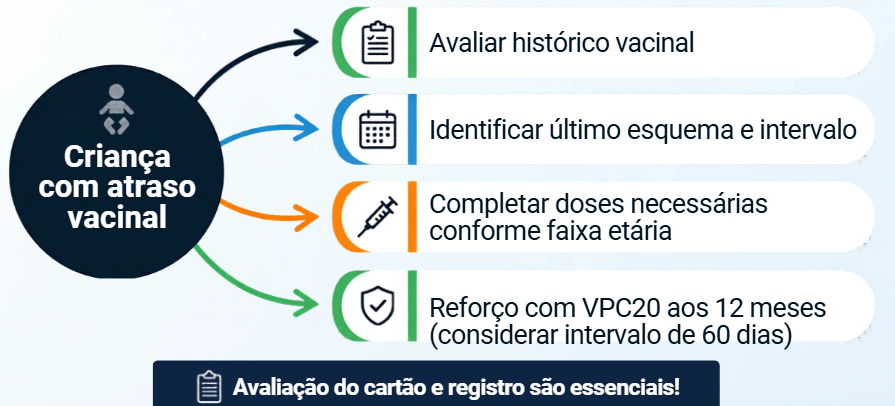 Criança
com atraso
vacinal
Avaliar histórico vacinal
Identificar último esquema e intervalo
Completar doses necessárias
conforme faixa etária
Reforço com VPC20 aos 12 meses
(considerar intervalo de 60 dias)
Avaliação do cartão e registro são essenciais!